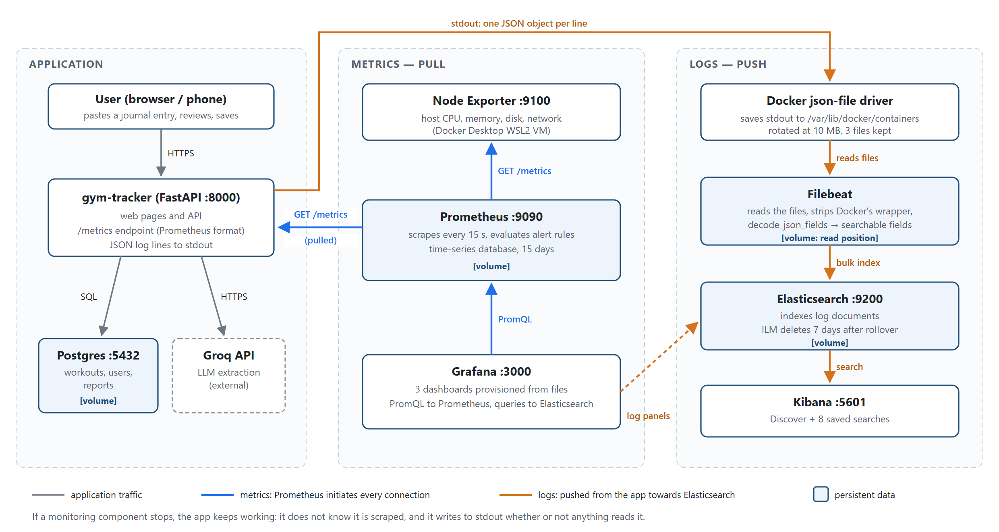 stdout: one JSON object per line
APPLICATION
User (browser / phone)
pastes a journal entry, reviews, saves
HTTPS
gym-tracker (FastAPI :8000)
web pages and API
/metrics endpoint (Prometheus format)
JSON log lines to stdout
SQL
HTTPS
Postgres :5432
workouts, users,
reports
[volume]
Groq API
LLM extraction
(external)
GET /metrics
(pulled)
METRICS — PULL
Node Exporter :9100
host CPU, memory, disk, network
(Docker Desktop WSL2 VM)
GET /metrics
Prometheus :9090
scrapes every 15 s, evaluates alert rules
time-series database, 15 days
[volume]
PromQL
Grafana :3000
3 dashboards provisioned from files
PromQL to Prometheus, queries to Elasticsearch
log panels
LOGS — PUSH
Docker json-file driver
saves stdout to /var/lib/docker/containers
rotated at 10 MB, 3 files kept
reads files
Filebeat
reads the files, strips Docker's wrapper,
decode_json_fields → searchable fields
[volume: read position]
bulk index
Elasticsearch :9200
indexes log documents
ILM deletes 7 days after rollover
[volume]
search
Kibana :5601
Discover + 8 saved searches
application traffic
metrics: Prometheus initiates every connection
logs: pushed from the app towards Elasticsearch
persistent data
If a monitoring component stops, the app keeps working: it does not know it is scraped, and it writes to stdout whether or not anything reads it.